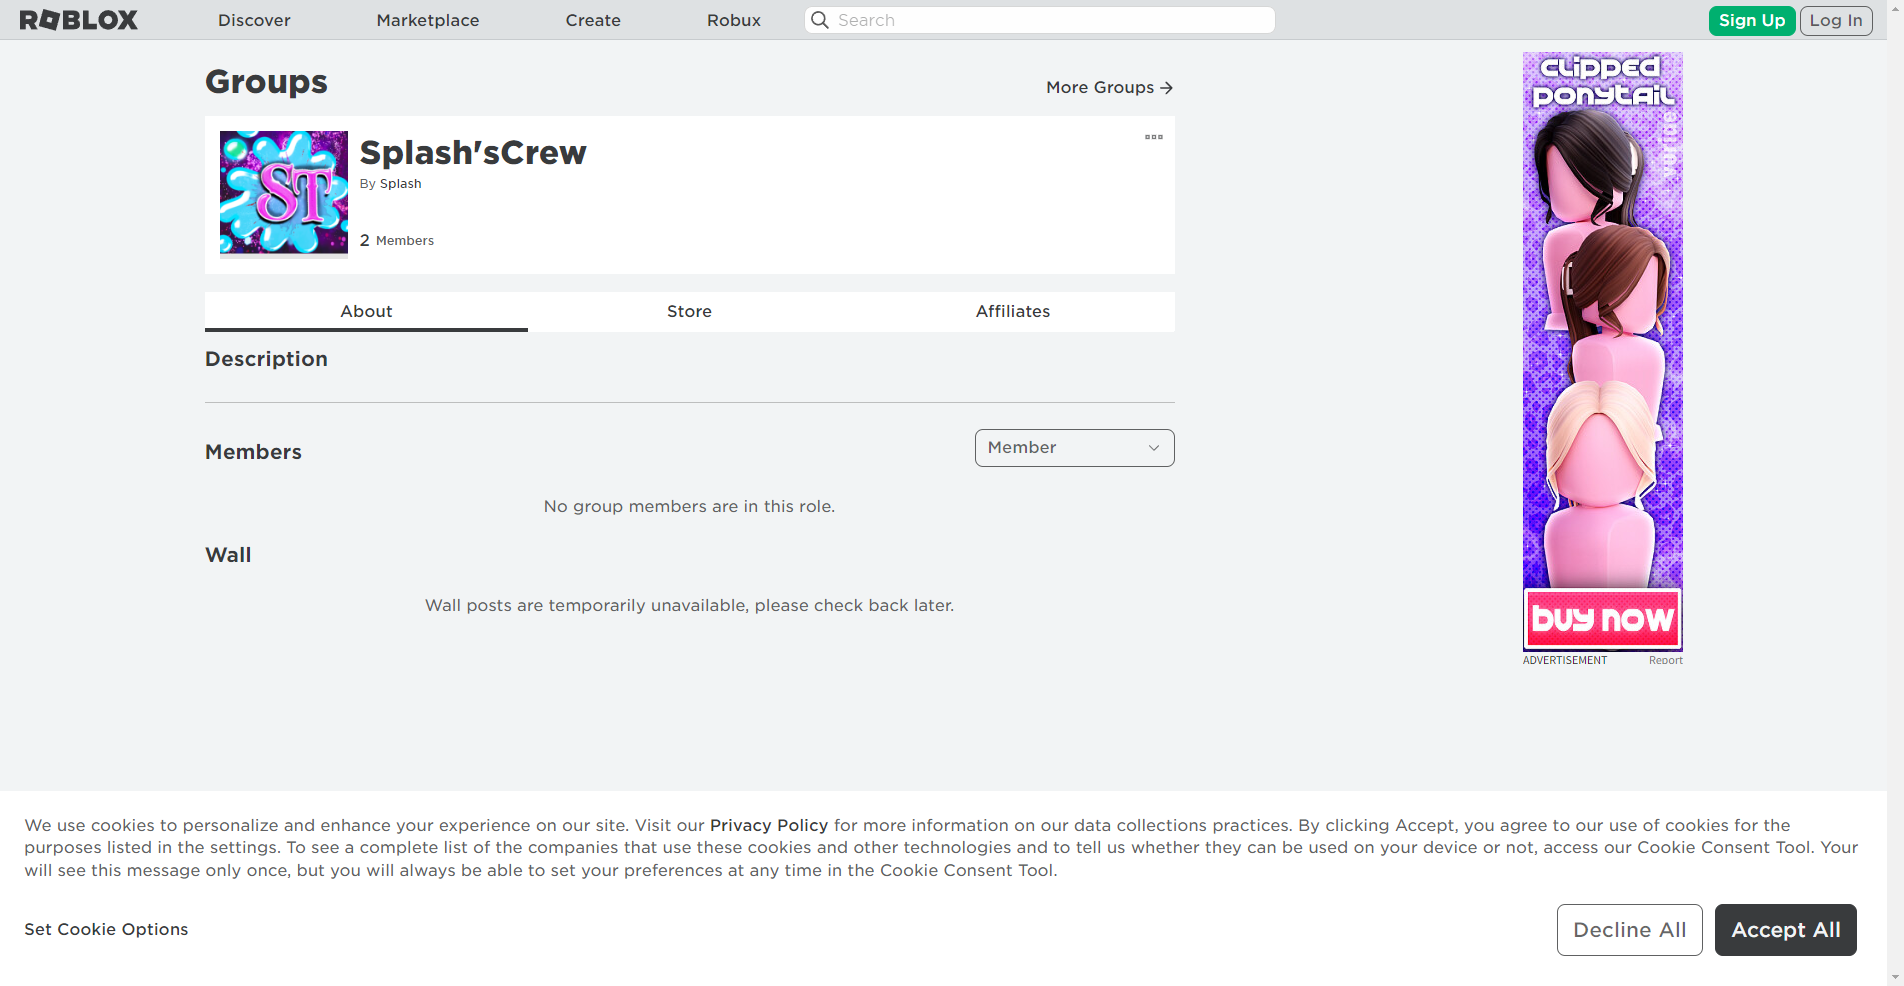 ROBLOX
Discover
Marketplace
Create
Robux
Search
Sign Up
Log In
Groups
More Groups
ST
Splash'sCrew
By Splash
2 Members
About
Store
Affiliates
Description
Members
Member
No group members are in this role.
Wall
Wall posts are temporarily unavailable, please check back later.
CLIPPED
PONYTAIL
buy now
ADVERTISEMENT
Report
We use cookies to personalize and enhance your experience on our site. Visit our Privacy Policy for more information on our data collections practices. By clicking Accept, you agree to our use of cookies for the
purposes listed in the settings. To see a complete list of the companies that use these cookies and other technologies and to tell us whether they can be used on your device or not, access our Cookie Consent Tool. Your
will see this message only once, but you will always be able to set your preferences at any time in the Cookie Consent Tool.
Set Cookie Options
Decline All
Accept All